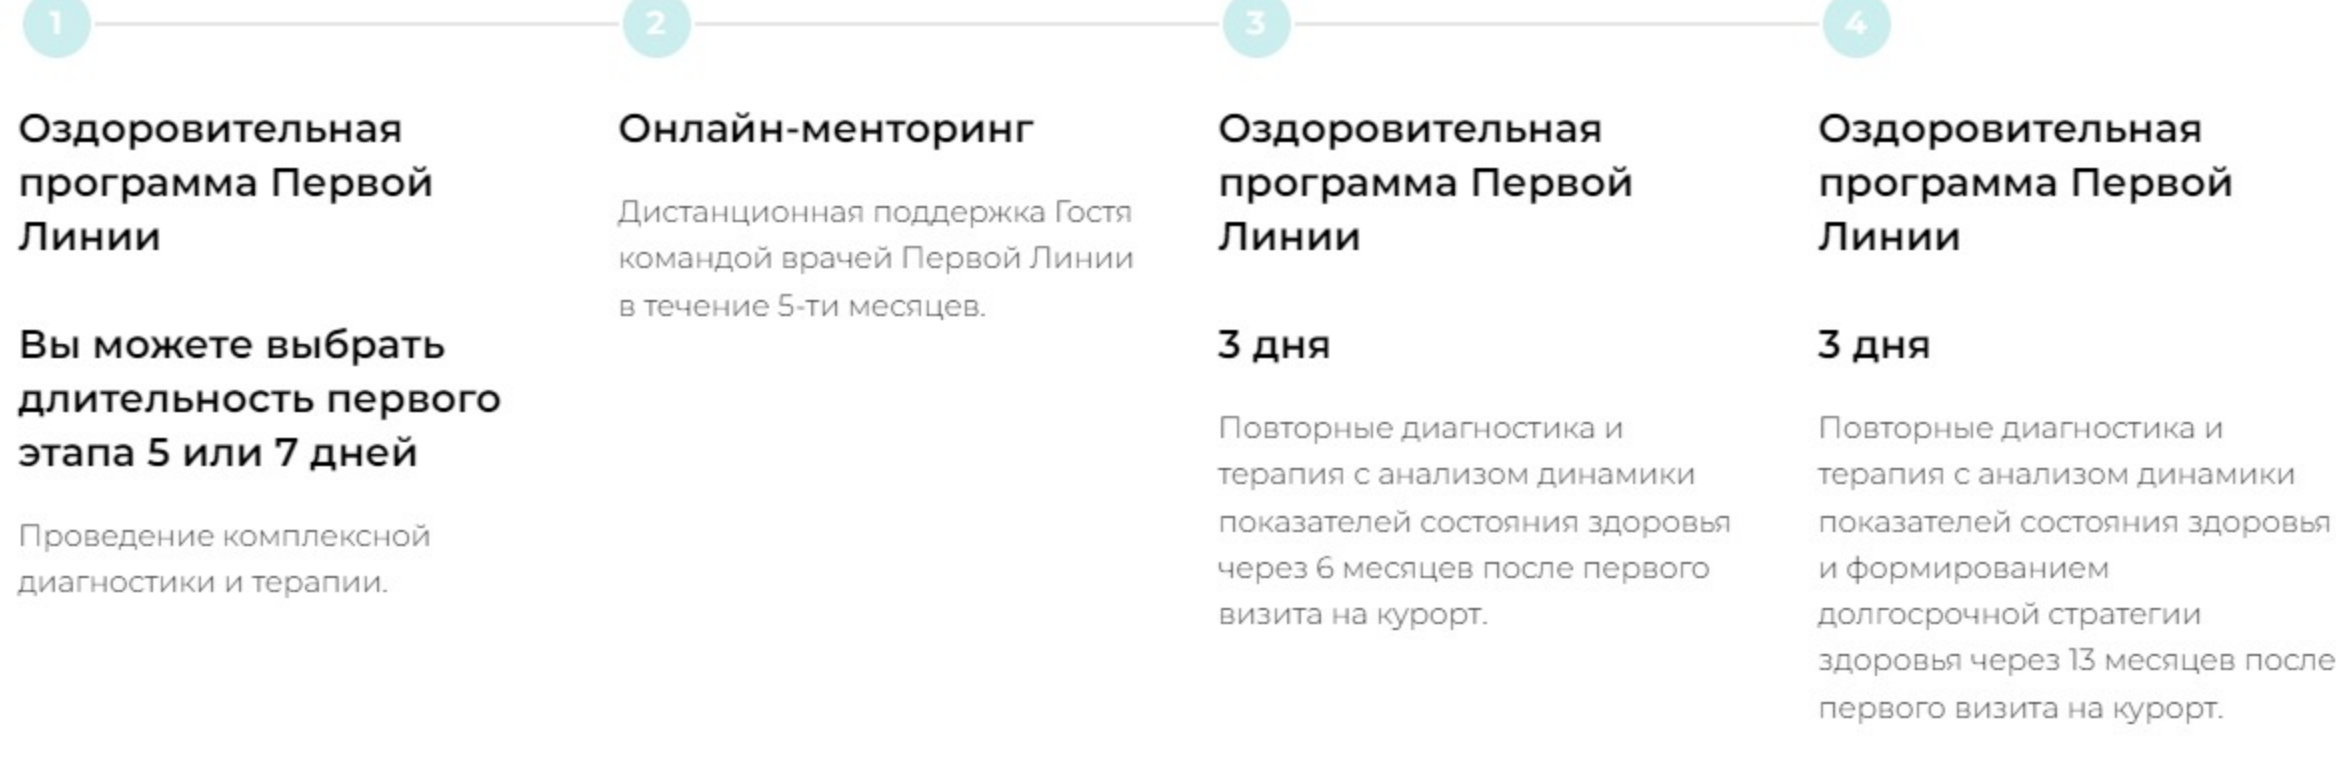 1
Оздоровительная
программа Первой
Линии
Вы можете выбрать
длительность первого
этапа 5 или 7 дней
Проведение комплексной
диагностики и терапии.
2
Онлайн-менторинг
Дистанционная поддержка Гостя
командой врачей Первой Линии
в течение 5-ти месяцев.
3
Оздоровительная
программа Первой
Линии
3 дня
Повторные диагностика и
терапия с анализом динамики
показателей состояния здоровья
через 6 месяцев после первого
визита на курорт.
4
Оздоровительная
программа Первой
Линии
3 дня
Повторные диагностика и
терапия с анализом динамики
показателей состояния здоровья
и формированием
долгосрочной стратегии
здоровья через 13 месяцев после
первого визита на курорт.